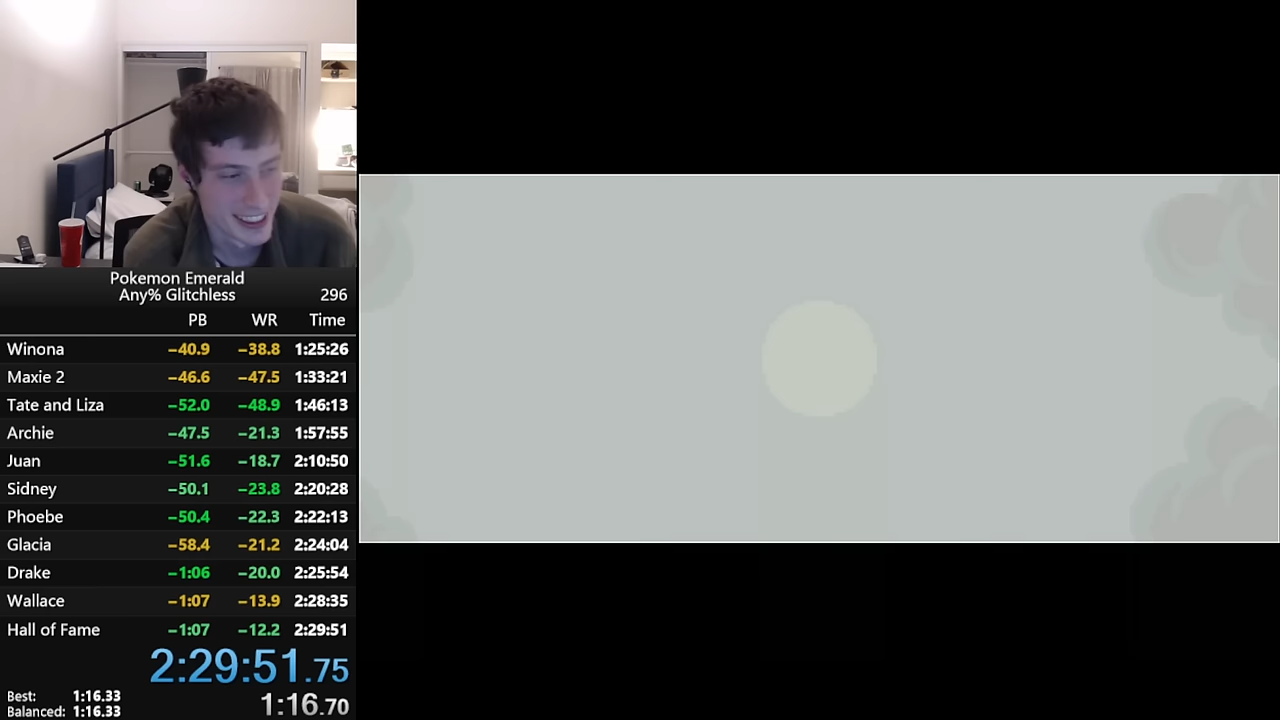 Pokemon Emerald
Any% Glitchless 296
PB WR Time
Winona −40.9 −38.8 1:25:26
Maxie 2 −46.6 −47.5 1:33:21
Tate and Liza −52.0 −48.9 1:46:13
Archie −47.5 −21.3 1:57:55
Juan −51.6 −18.7 2:10:50
Sidney −50.1 −23.8 2:20:28
Phoebe −50.4 −22.3 2:22:13
Glacia −58.4 −21.2 2:24:04
Drake −1:06 −20.0 2:25:54
Wallace −1:07 −13.9 2:28:35
Hall of Fame −1:07 −12.2 2:29:51
2:29:51.75
Best: 1:16.33
Balanced: 1:16.33
1:16.70